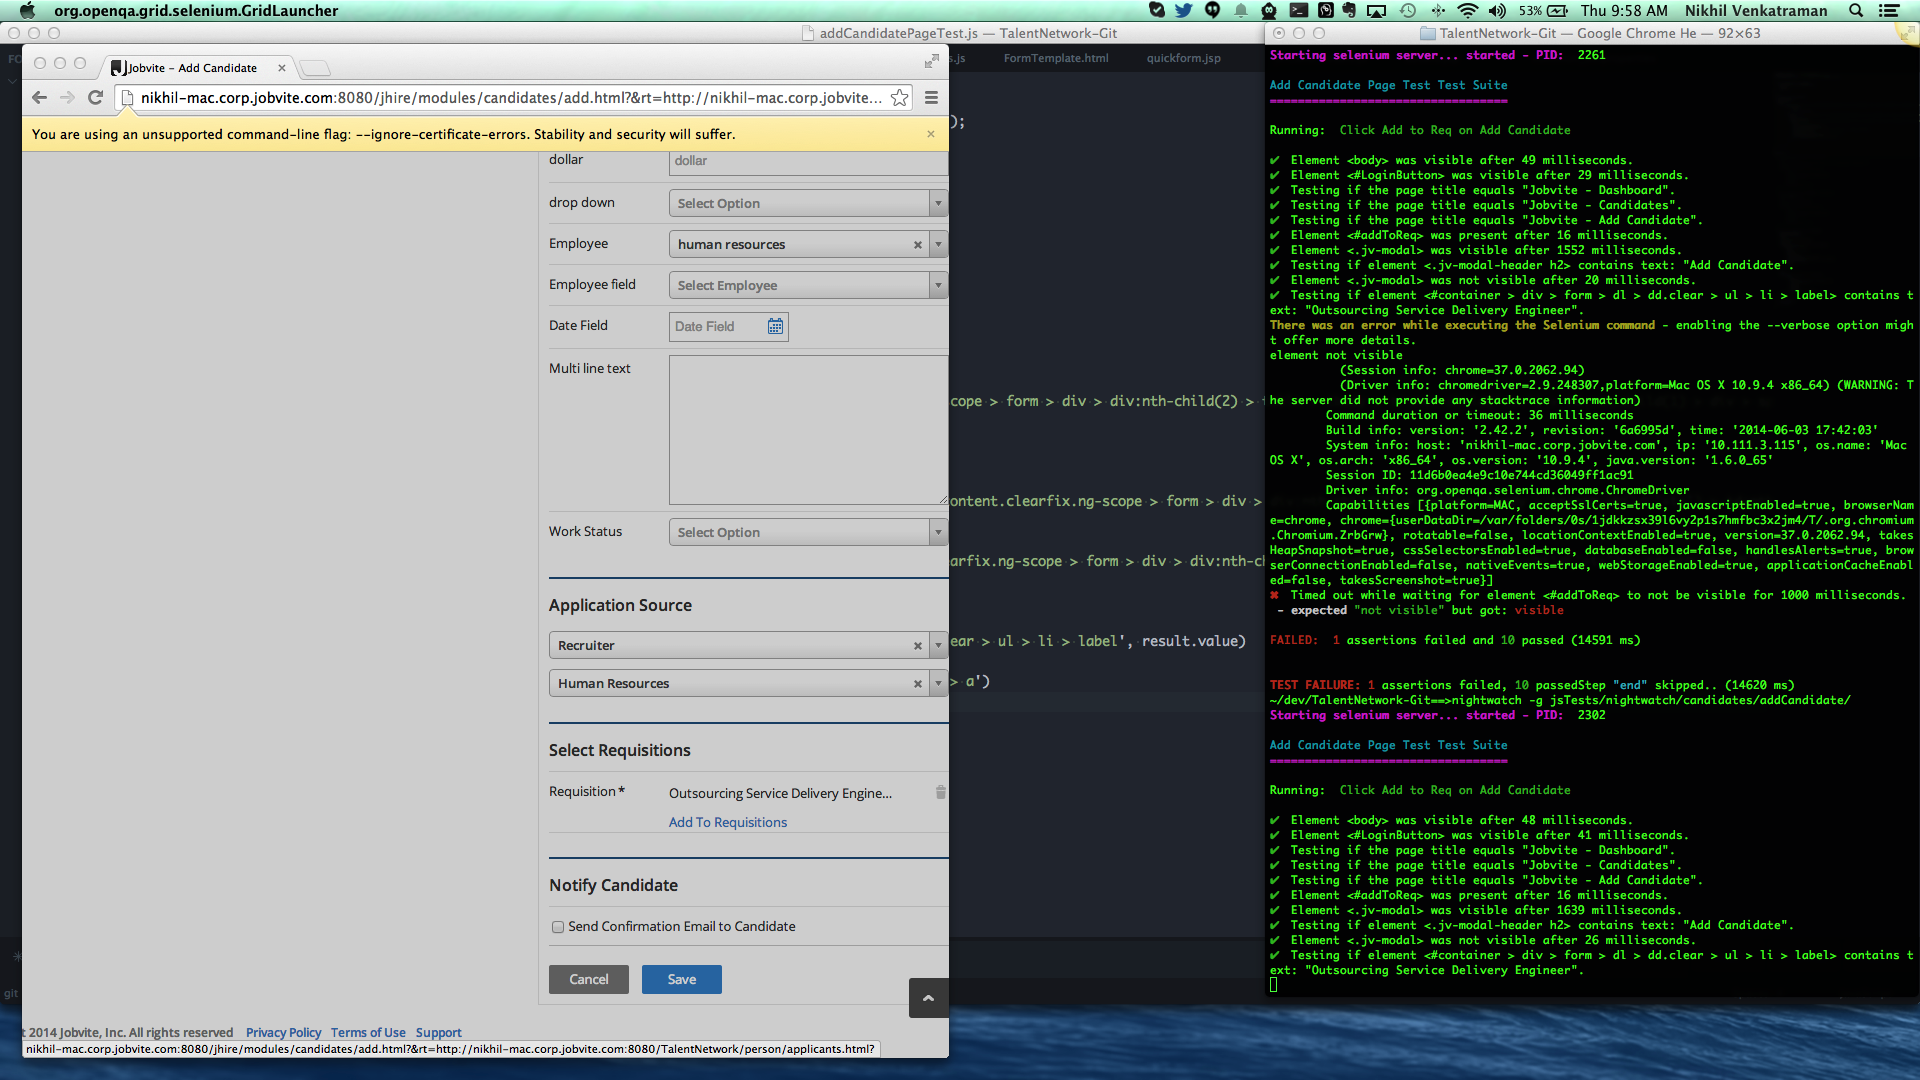 org.openqa.grid.selenium.GridLauncher
53%
Thu 9:58 AM
Nikhil Venkatraman
addCandidatePageTest.js — TalentNetwork-Git
TalentNetwork-Git — Google Chrome He — 92×63
Jobvite - Add Candidate
nikhil-mac.corp.jobvite.com:8080/jhire/modules/candidates/add.html?&rt=http://nikhil-mac.corp.jobvite...
You are using an unsupported command-line flag: --ignore-certificate-errors. Stability and security will suffer.
dollar
dollar
drop down
Select Option
Employee
human resources
Employee field
Select Employee
Date Field
Date Field
Multi line text
Work Status
Select Option
Application Source
Recruiter
Human Resources
Select Requisitions
Requisition *
Outsourcing Service Delivery Engine...
Add To Requisitions
Notify Candidate
Send Confirmation Email to Candidate
Cancel
Save
t 2014 Jobvite, Inc. All rights reserved
Privacy Policy
Terms of Use
Support
nikhil-mac.corp.jobvite.com:8080/jhire/modules/candidates/add.html?&rt=http://nikhil-mac.corp.jobvite.com:8080/TalentNetwork/person/applicants.html?
git
s.js
FormTemplate.html
quickform.jsp
);
cope > form > div > div:nth-child(2) >
ontent.clearfix.ng-scope > form > div >
arfix.ng-scope > form > div > div:nth-c
ear > ul > li > label', result.value)
> a')
Starting selenium server... started - PID:  2261
Add Candidate Page Test Test Suite
==================================
Running:  Click Add to Req on Add Candidate
✔  Element <body> was visible after 49 milliseconds.
✔  Element <#LoginButton> was visible after 29 milliseconds.
✔  Testing if the page title equals "Jobvite - Dashboard".
✔  Testing if the page title equals "Jobvite - Candidates".
✔  Testing if the page title equals "Jobvite - Add Candidate".
✔  Element <#addToReq> was present after 16 milliseconds.
✔  Element <.jv-modal> was visible after 1552 milliseconds.
✔  Testing if element <.jv-modal-header h2> contains text: "Add Candidate".
✔  Element <.jv-modal> was not visible after 20 milliseconds.
✔  Testing if element <#container > div > form > dl > dd.clear > ul > li > label> contains t
ext: "Outsourcing Service Delivery Engineer".
There was an error while executing the Selenium command - enabling the --verbose option migh
t offer more details.
element not visible
(Session info: chrome=37.0.2062.94)
(Driver info: chromedriver=2.9.248307,platform=Mac OS X 10.9.4 x86_64) (WARNING: T
he server did not provide any stacktrace information)
Command duration or timeout: 36 milliseconds
Build info: version: '2.42.2', revision: '6a6995d', time: '2014-06-03 17:42:03'
System info: host: 'nikhil-mac.corp.jobvite.com', ip: '10.111.3.115', os.name: 'Mac
OS X', os.arch: 'x86_64', os.version: '10.9.4', java.version: '1.6.0_65'
Session ID: 11d6b0ea4e9c10e744cd36049ff1ac91
Driver info: org.openqa.selenium.chrome.ChromeDriver
Capabilities [{platform=MAC, acceptSslCerts=true, javascriptEnabled=true, browserNa
me=chrome, chrome={userDataDir=/var/folders/0s/1jdkkzsx39l6vy2p1s7hmfbc3x2jm4/T/.org.chromium
.Chromium.ZrbGrw}, rotatable=false, locationContextEnabled=true, version=37.0.2062.94, takes
HeapSnapshot=true, cssSelectorsEnabled=true, databaseEnabled=false, handlesAlerts=true, brow
serConnectionEnabled=false, nativeEvents=true, webStorageEnabled=true, applicationCacheEnabl
ed=false, takesScreenshot=true}]
✖  Timed out while waiting for element <#addToReq> to not be visible for 1000 milliseconds.
- expected "not visible" but got: visible
FAILED:  1 assertions failed and 10 passed (14591 ms)
TEST FAILURE: 1 assertions failed, 10 passedStep "end" skipped.. (14620 ms)
~/dev/TalentNetwork-Git==>nightwatch -g jsTests/nightwatch/candidates/addCandidate/
Starting selenium server... started - PID:  2302
Add Candidate Page Test Test Suite
==================================
Running:  Click Add to Req on Add Candidate
✔  Element <body> was visible after 48 milliseconds.
✔  Element <#LoginButton> was visible after 41 milliseconds.
✔  Testing if the page title equals "Jobvite - Dashboard".
✔  Testing if the page title equals "Jobvite - Candidates".
✔  Testing if the page title equals "Jobvite - Add Candidate".
✔  Element <#addToReq> was present after 16 milliseconds.
✔  Element <.jv-modal> was visible after 1639 milliseconds.
✔  Testing if element <.jv-modal-header h2> contains text: "Add Candidate".
✔  Element <.jv-modal> was not visible after 26 milliseconds.
✔  Testing if element <#container > div > form > dl > dd.clear > ul > li > label> contains t
ext: "Outsourcing Service Delivery Engineer".